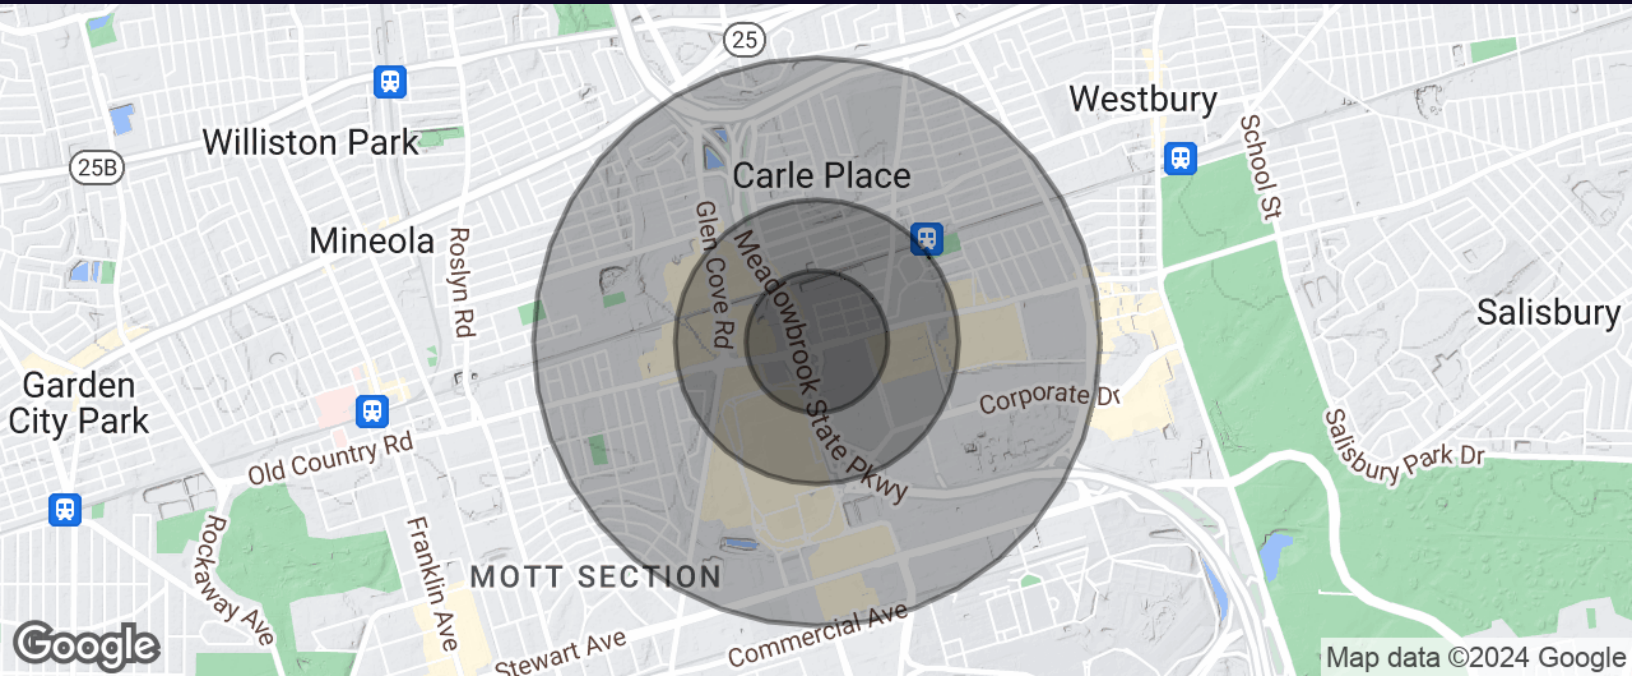 25
Westbury
Williston Park
25B
School St
Carle Place
Glen Cove Rd
Mineola
Roslyn Rd
Meadowbrook State Pkwy
Salisbury
Garden
City Park
Corporate Dr
Old Country Rd
Salisbury Park Dr
Rockaway Ave
Franklin Ave
MOTT SECTION
Stewart Ave
Commercial Ave
Google
Map data ©2024 Google